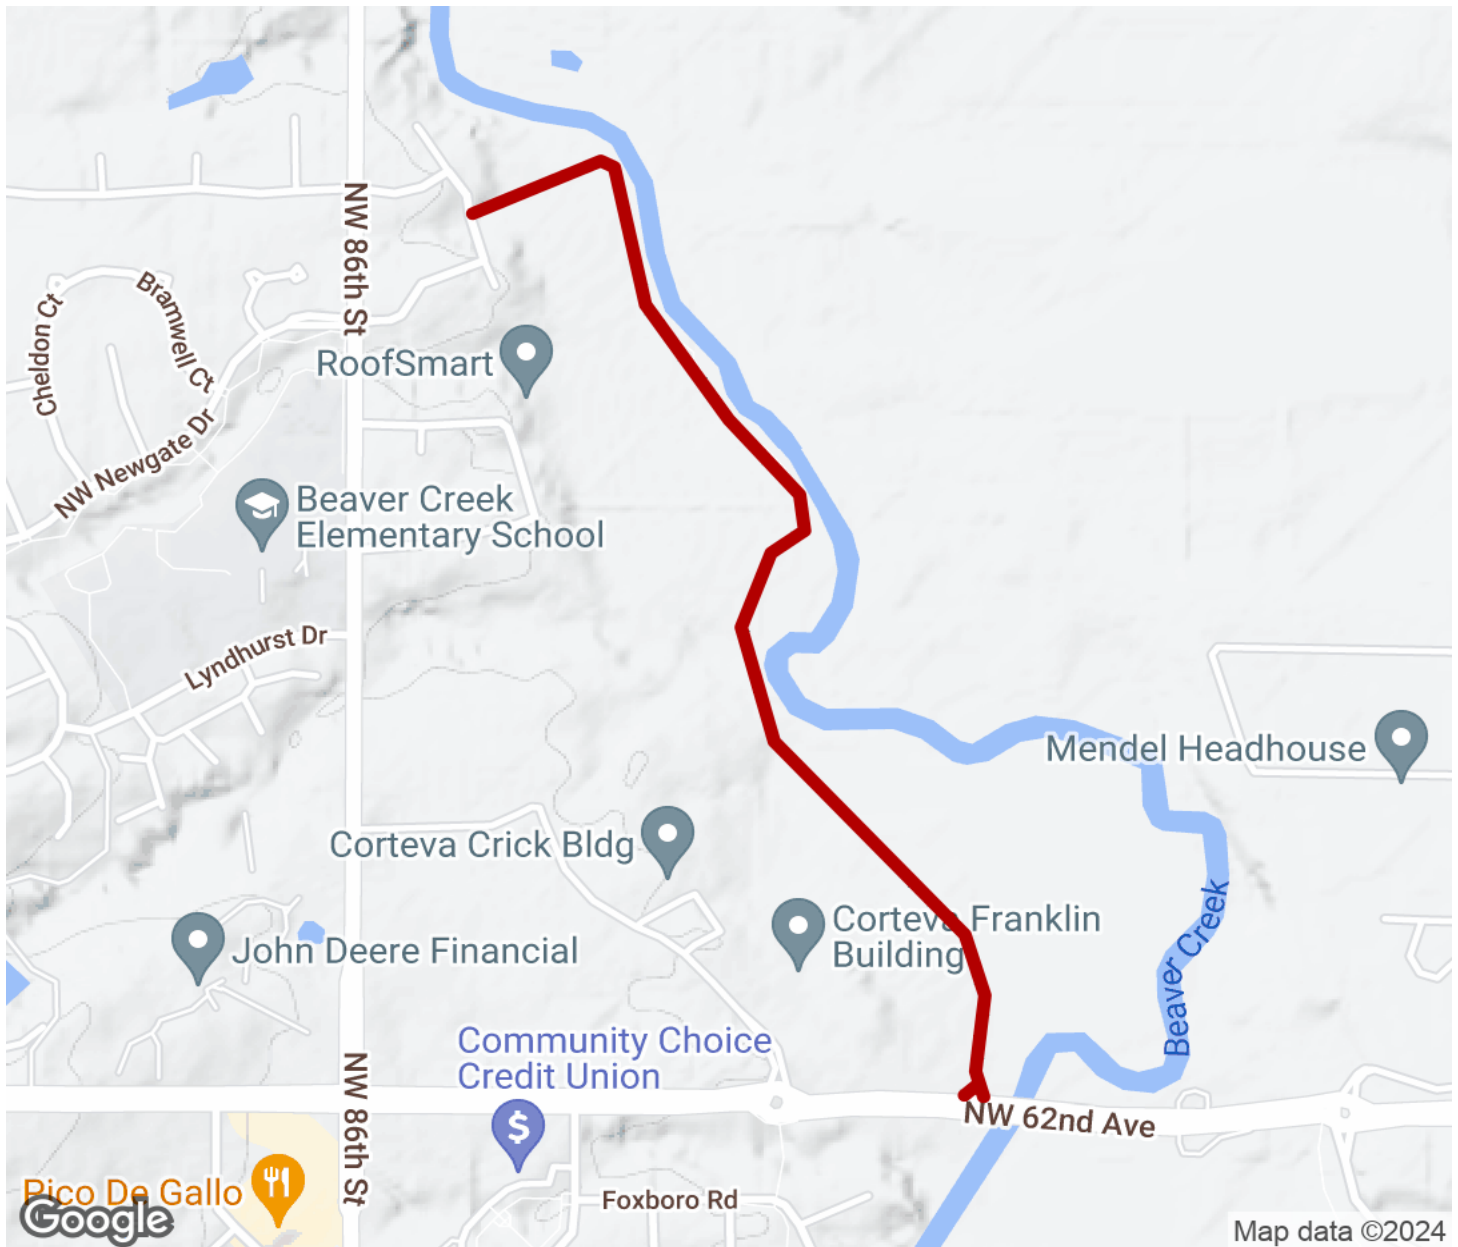 NW 86th St
Bramwell Ct
Cheldon Ct
RoofSmart
NW Newgate Dr
Beaver Creek
Elementary School
Lyndhurst Dr
Mendel Headhouse
Corteva Crick Bldg
Corteva Franklin
Building
Beaver Creek
John Deere Financial
Community Choice
Credit Union
NW 86th St
NW 62nd Ave
Pico De Gallo
Foxboro Rd
Google
Map data ©2024